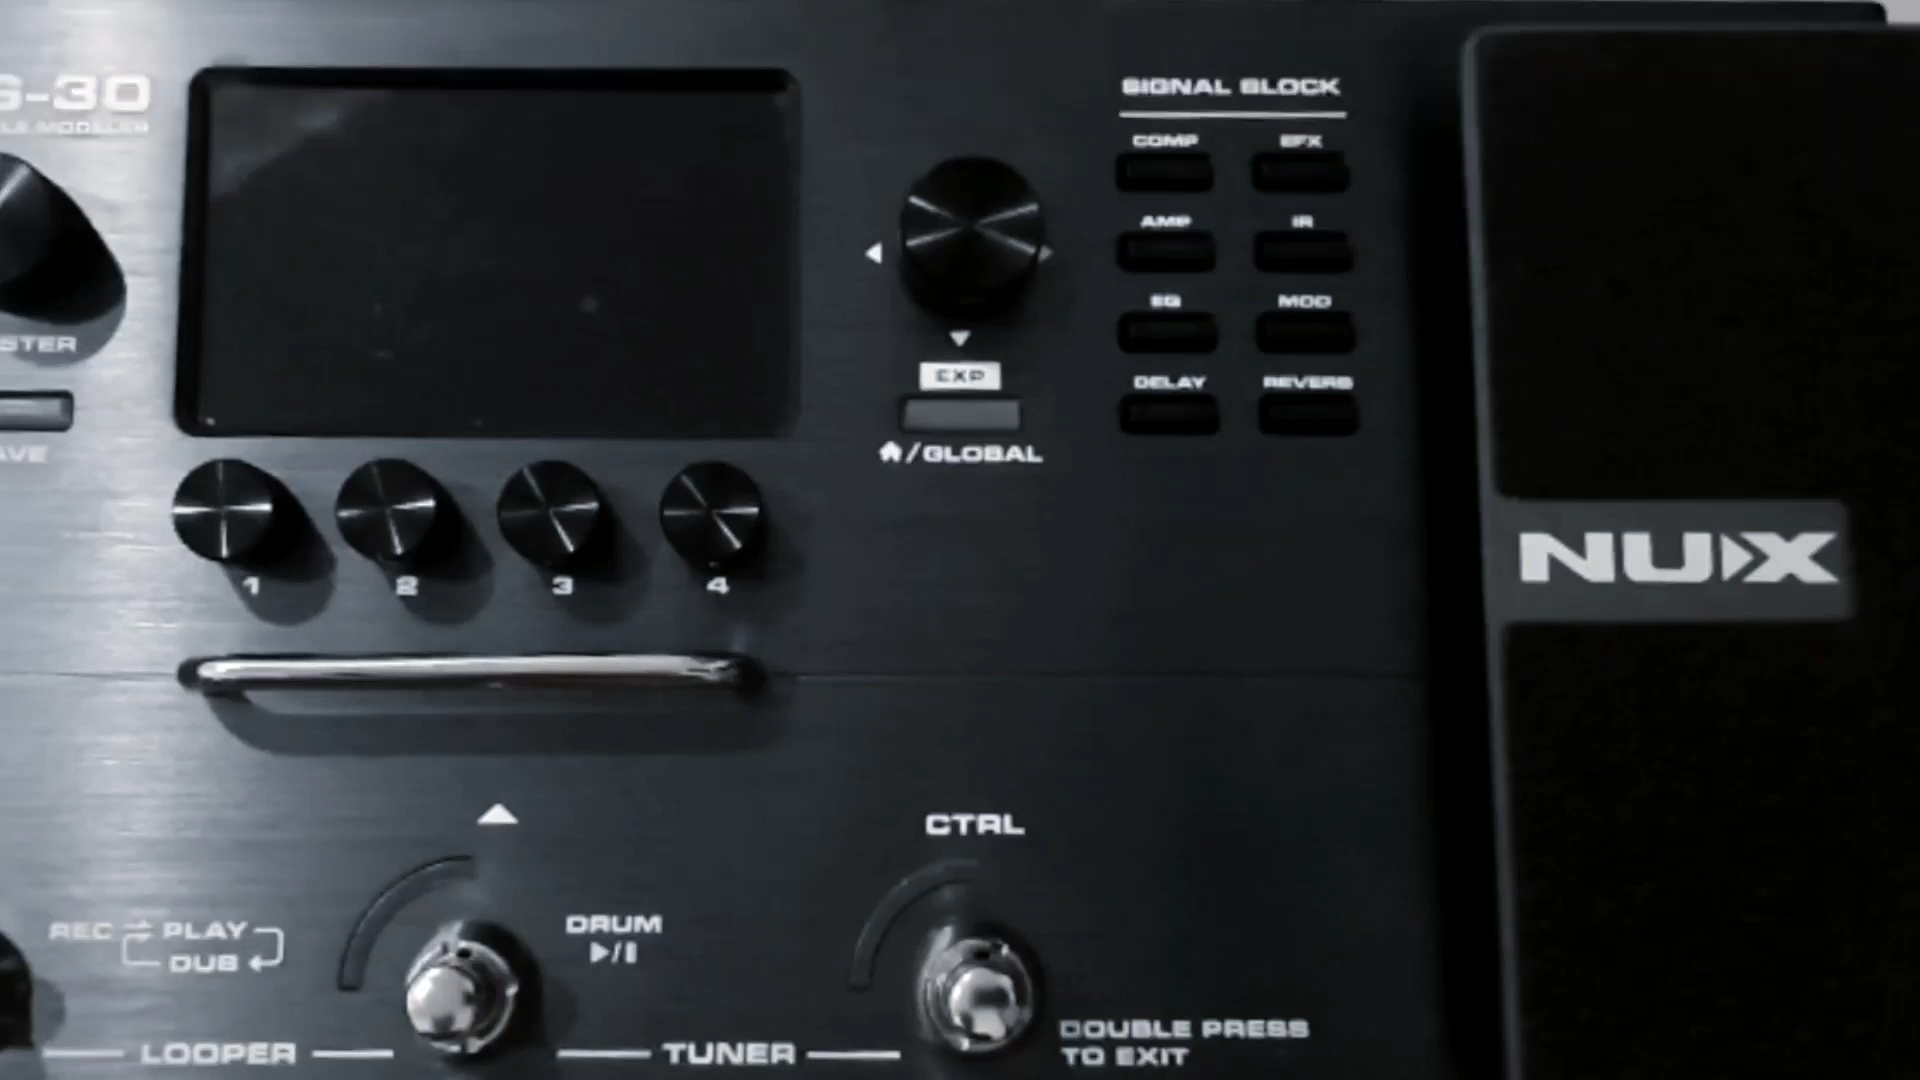 G-30
MODELER
SIGNAL BLOCK
COMP EFX
AMP IR
EQ MOD
DELAY REVERB
STER
AVE
EXP
/GLOBAL
1 2 3 4
NUX
CTRL
REC PLAY
DUB
DRUM
LOOPER
TUNER
DOUBLE PRESS
TO EXIT